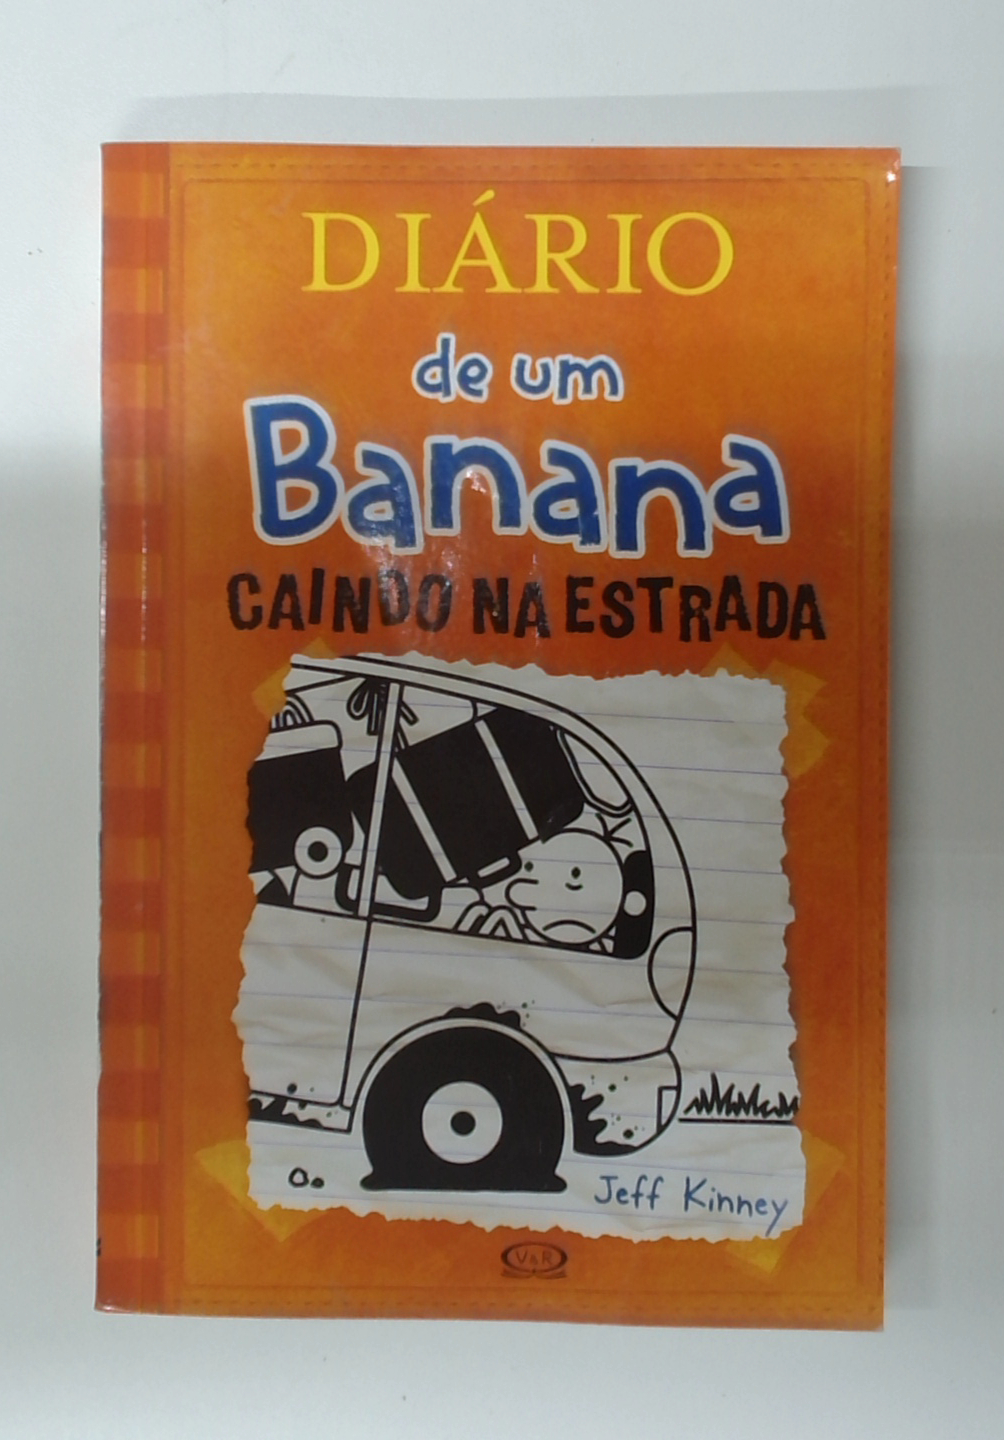 DIÁRIO
de um
Banana
CAINDO NA ESTRADA
Jeff Kinney
V&R